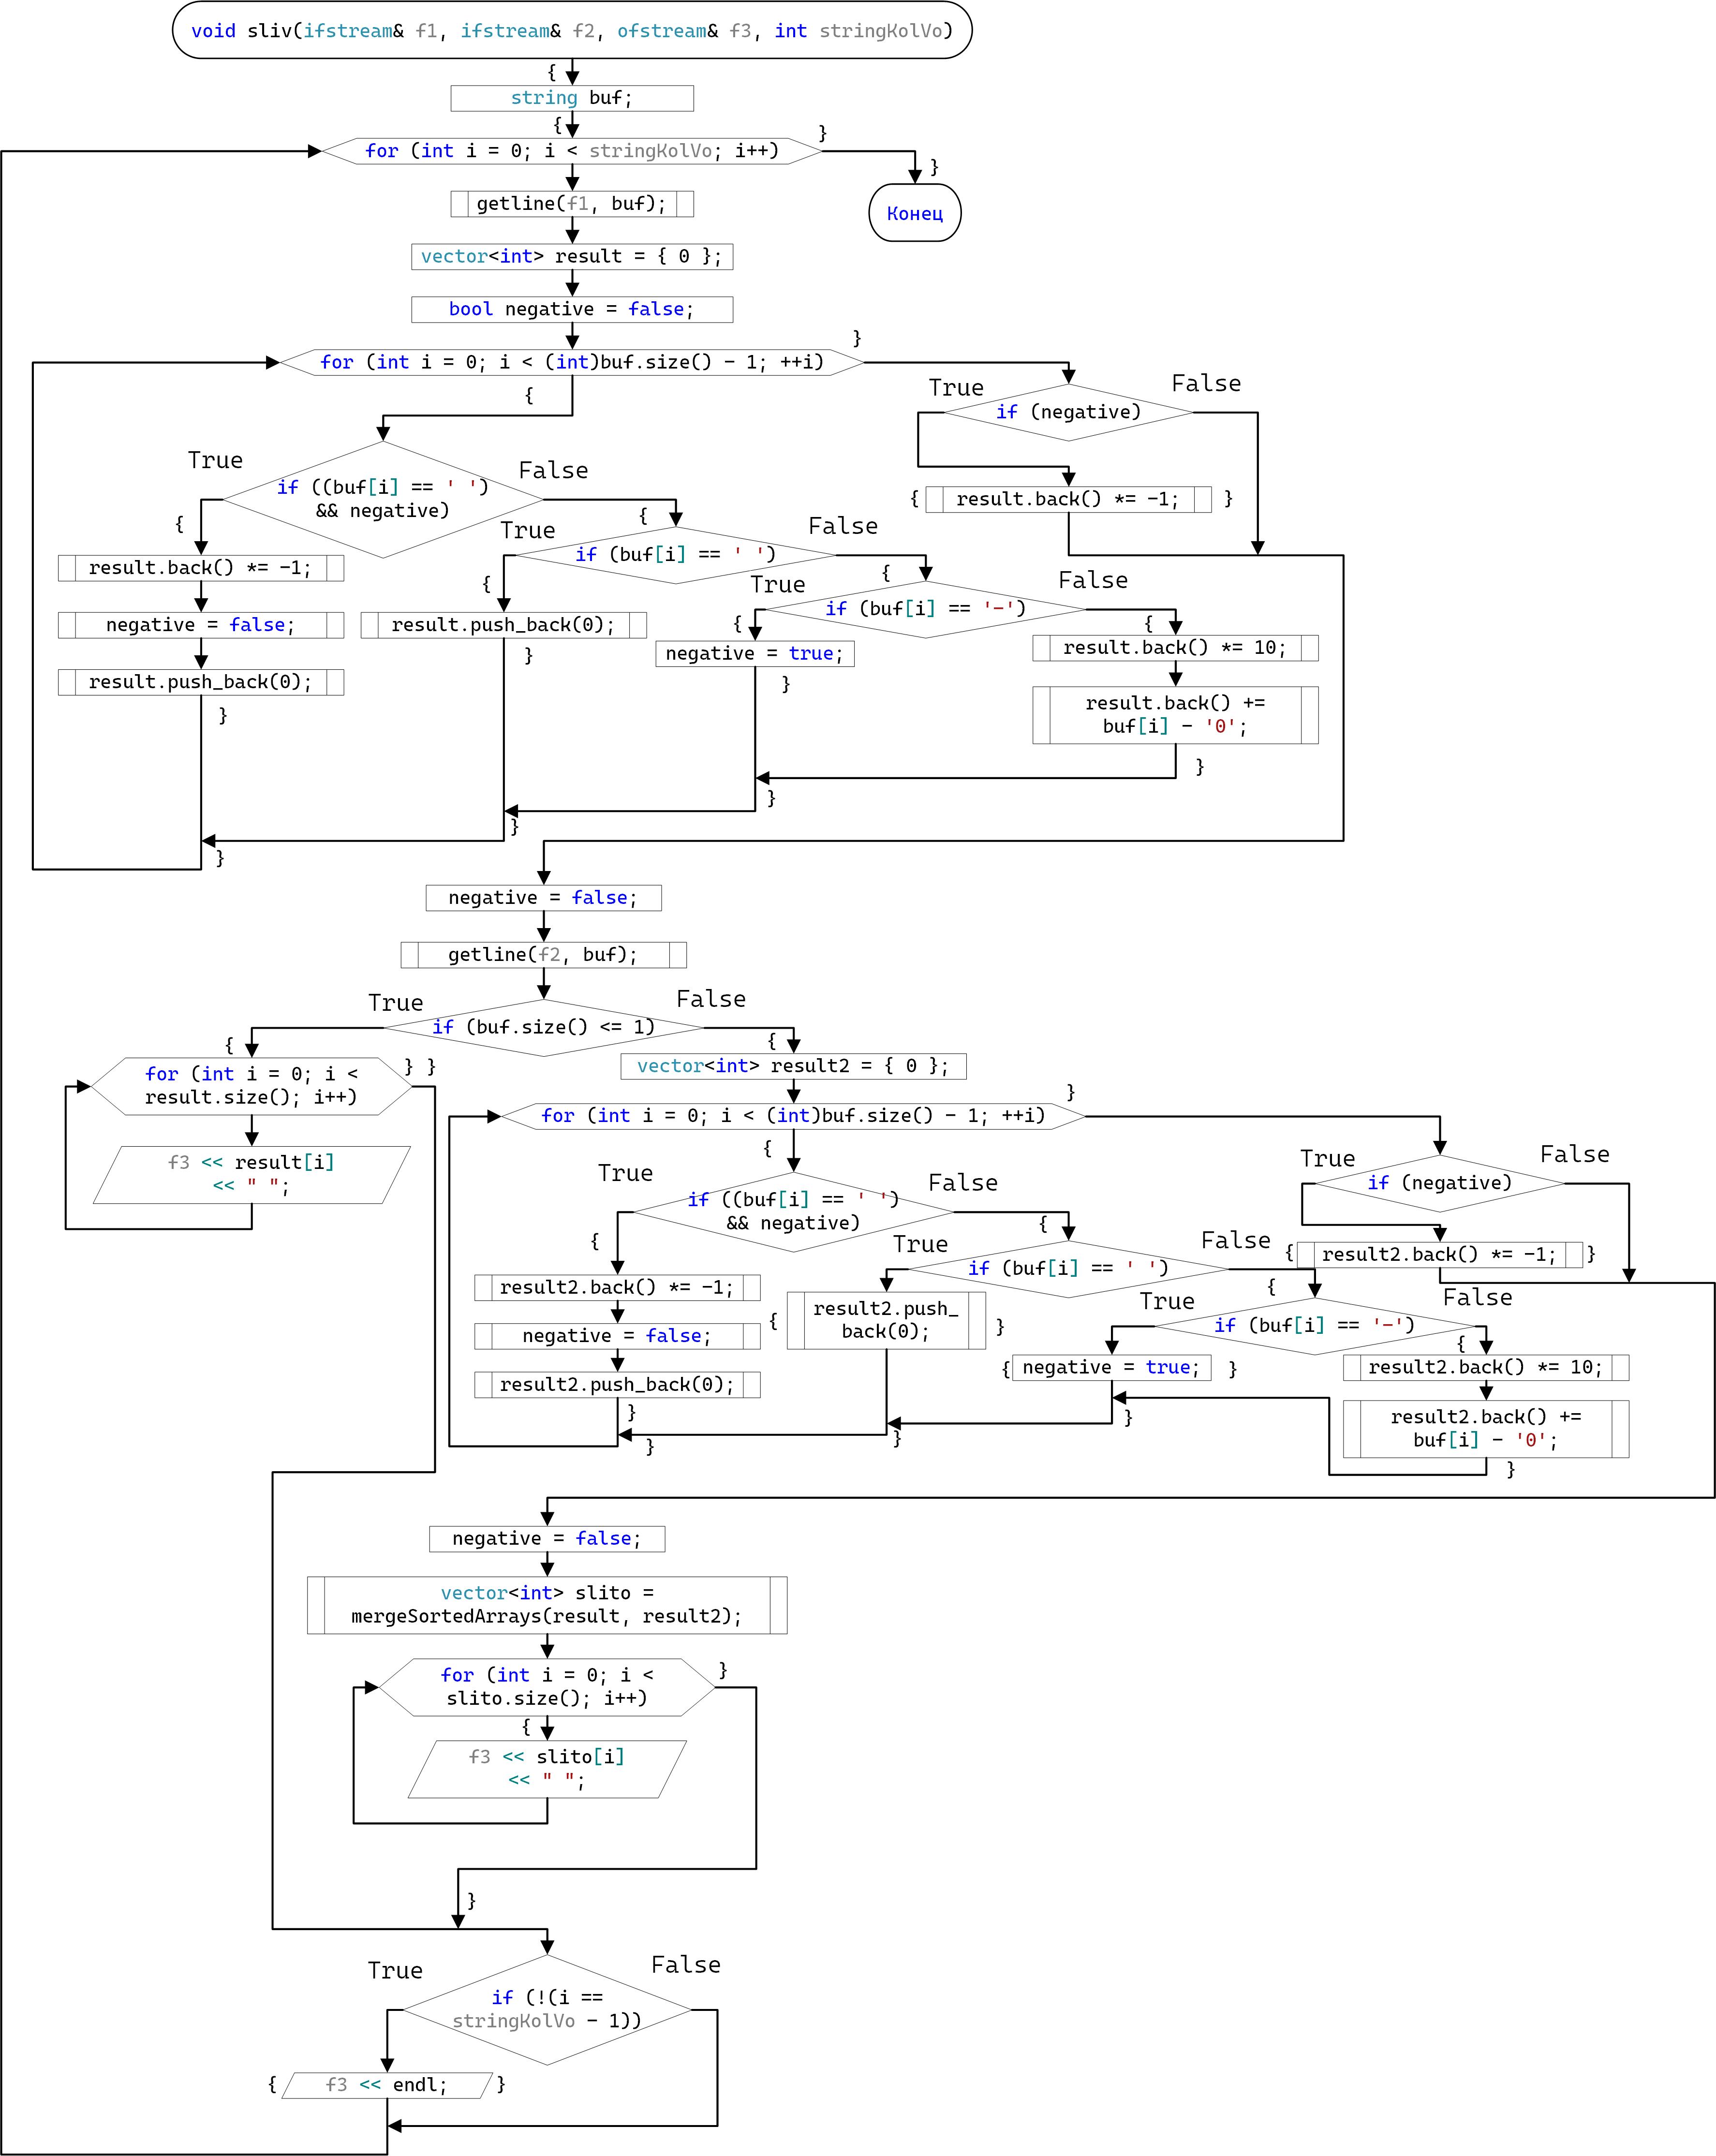 void sliv(ifstream& f1, ifstream& f2, ofstream& f3, int stringKolVo)
{
string buf;
{
}
for (int i = 0; i < stringKolVo; i++)
}
getline(f1, buf);
Конец
vector<int> result = { 0 };
bool negative = false;
}
for (int i = 0; i < (int)buf.size() - 1; ++i)
{
True
False
if (negative)
True
False
if ((buf[i] == ' ')
&& negative)
{
result.back() *= -1;
}
{
{
True
False
if (buf[i] == ' ')
result.back() *= -1;
{
{
True
False
if (buf[i] == '-')
negative = false;
result.push_back(0);
{
{
result.back() *= 10;
}
negative = true;
result.push_back(0);
}
}
result.back() +=
buf[i] - '0';
}
}
}
}
negative = false;
getline(f2, buf);
True
False
if (buf.size() <= 1)
{
{
vector<int> result2 = { 0 };
} }
for (int i = 0; i <
result.size(); i++)
}
for (int i = 0; i < (int)buf.size() - 1; ++i)
{
f3 << result[i]
<< " ";
True
False
if (negative)
True
False
if ((buf[i] == ' ')
&& negative)
{
{
True
False
{
result2.back() *= -1;
}
if (buf[i] == ' ')
{
result2.back() *= -1;
True
False
{
result2.push_
back(0);
}
if (buf[i] == '-')
negative = false;
{
{
negative = true;
}
result2.back() *= 10;
result2.push_back(0);
}
}
result2.back() +=
buf[i] - '0';
}
}
}
negative = false;
vector<int> slito =
mergeSortedArrays(result, result2);
}
for (int i = 0; i <
slito.size(); i++)
{
f3 << slito[i]
<< " ";
}
True
False
if (!(i ==
stringKolVo - 1))
{
f3 << endl;
}